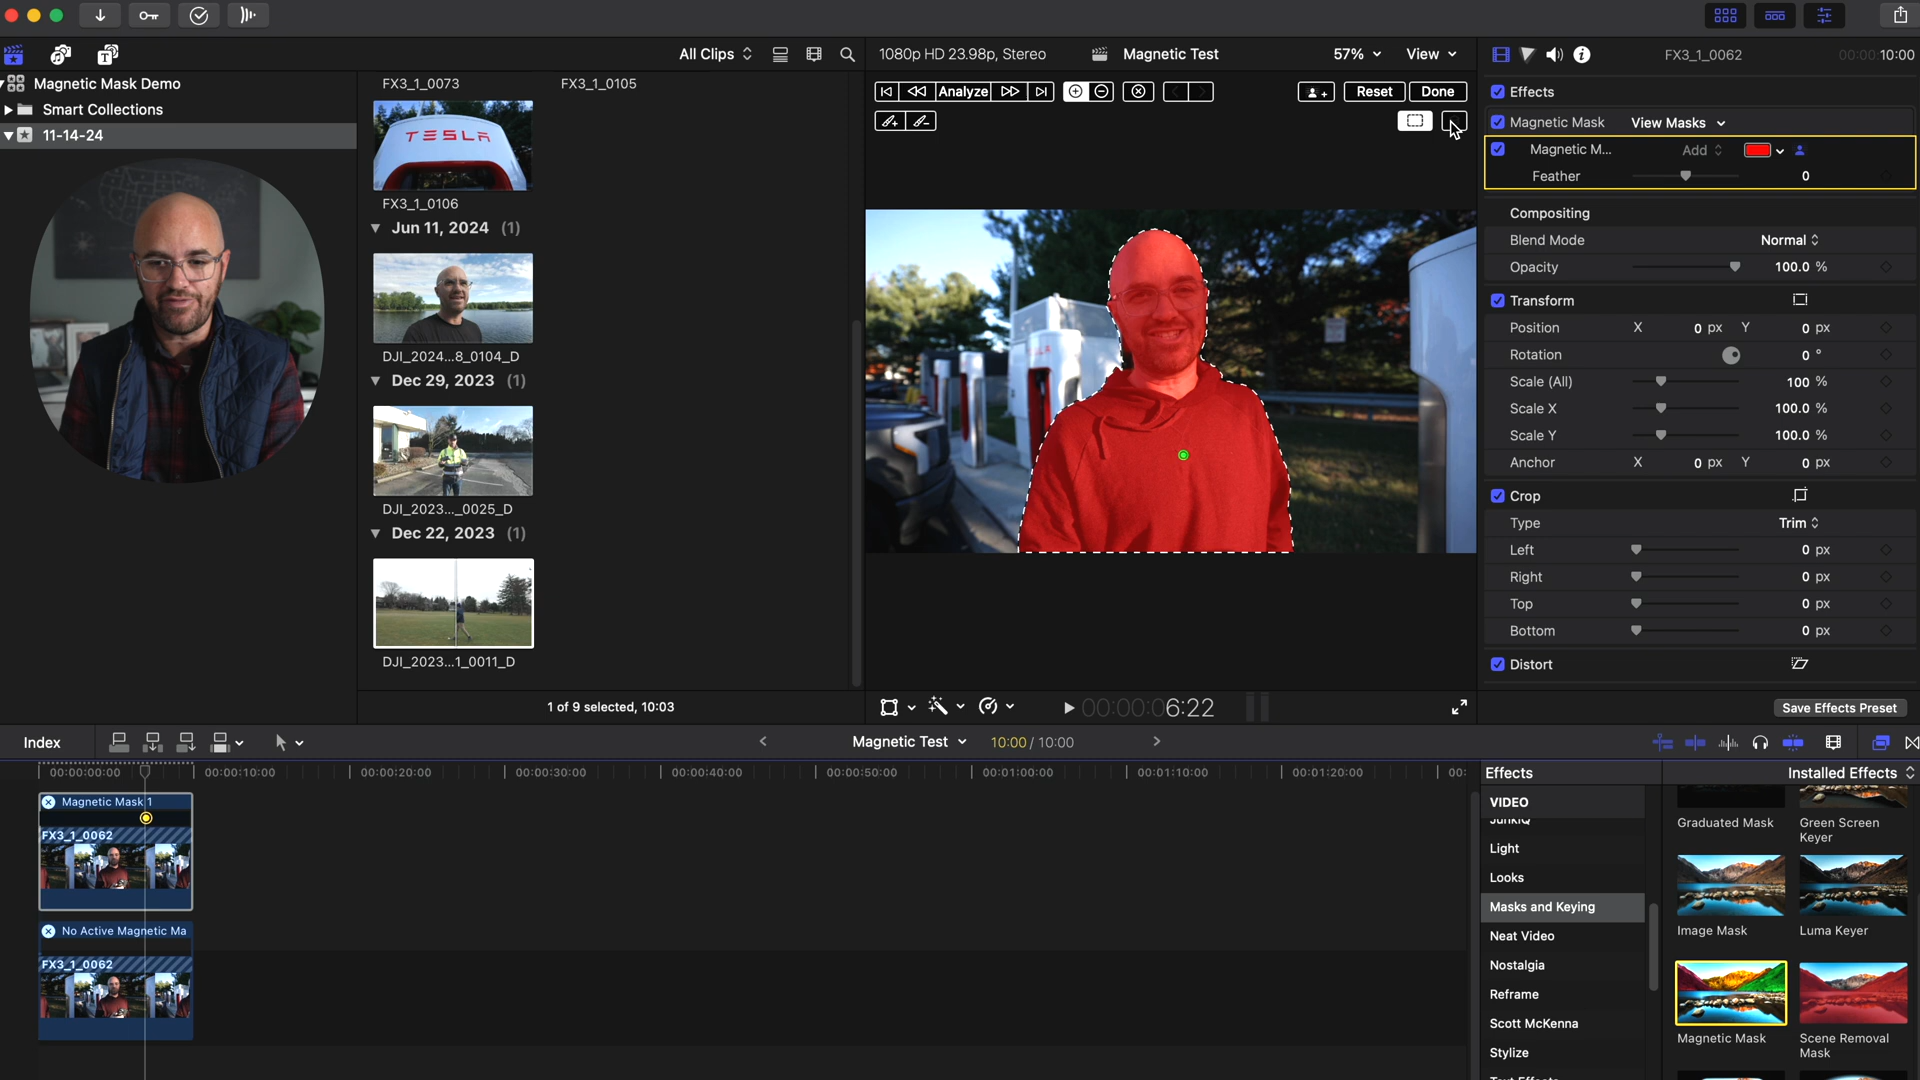 All Clips
1080p HD 23.98p, Stereo
Magnetic Test
57%
View
FX3_1_0062
00:00:10:00
Magnetic Mask Demo
Smart Collections
11-14-24
FX3_1_0073
FX3_1_0105
TESLA
FX3_1_0106
Jun 11, 2024 (1)
DJI_2024...8_0104_D
Dec 29, 2023 (1)
DJI_2023..._0025_D
Dec 22, 2023 (1)
DJI_2023...1_0011_D
1 of 9 selected, 10:03
Analyze
Reset
Done
00:00:06:22
Effects
Magnetic Mask
View Masks
Magnetic M...
Add
Feather
0
Compositing
Blend Mode
Normal
Opacity
100.0 %
Transform
Position X 0 px Y 0 px
Rotation 0 °
Scale (All) 100 %
Scale X 100.0 %
Scale Y 100.0 %
Anchor X 0 px Y 0 px
Crop
Type Trim
Left 0 px
Right 0 px
Top 0 px
Bottom 0 px
Distort
Save Effects Preset
Index
Magnetic Test
10:00 / 10:00
00:00:00:00
00:00:10:00
00:00:20:00
00:00:30:00
00:00:40:00
00:00:50:00
00:01:00:00
00:01:10:00
00:01:20:00
00:
Magnetic Mask 1
FX3_1_0062
No Active Magnetic Ma
FX3_1_0062
Effects
Installed Effects
VIDEO
JunkIQ
Light
Looks
Masks and Keying
Neat Video
Nostalgia
Reframe
Scott McKenna
Stylize
Text Effects
Graduated Mask
Green Screen
Keyer
Image Mask
Luma Keyer
Magnetic Mask
Scene Removal
Mask